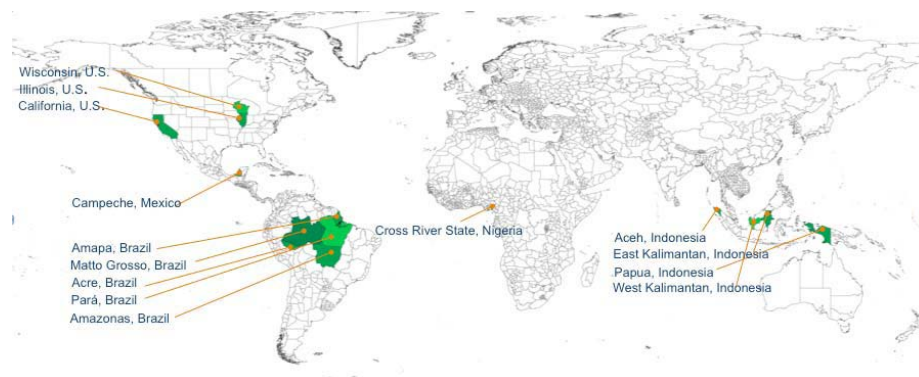 Wisconsin, U.S.
Illinois, U.S.
California, U.S.
Campeche, Mexico
Amapa, Brazil
Matto Grosso, Brazil
Acre, Brazil
Pará, Brazil
Amazonas, Brazil
Cross River State, Nigeria
Aceh, Indonesia
East Kalimantan, Indonesia
Papua, Indonesia
West Kalimantan, Indonesia